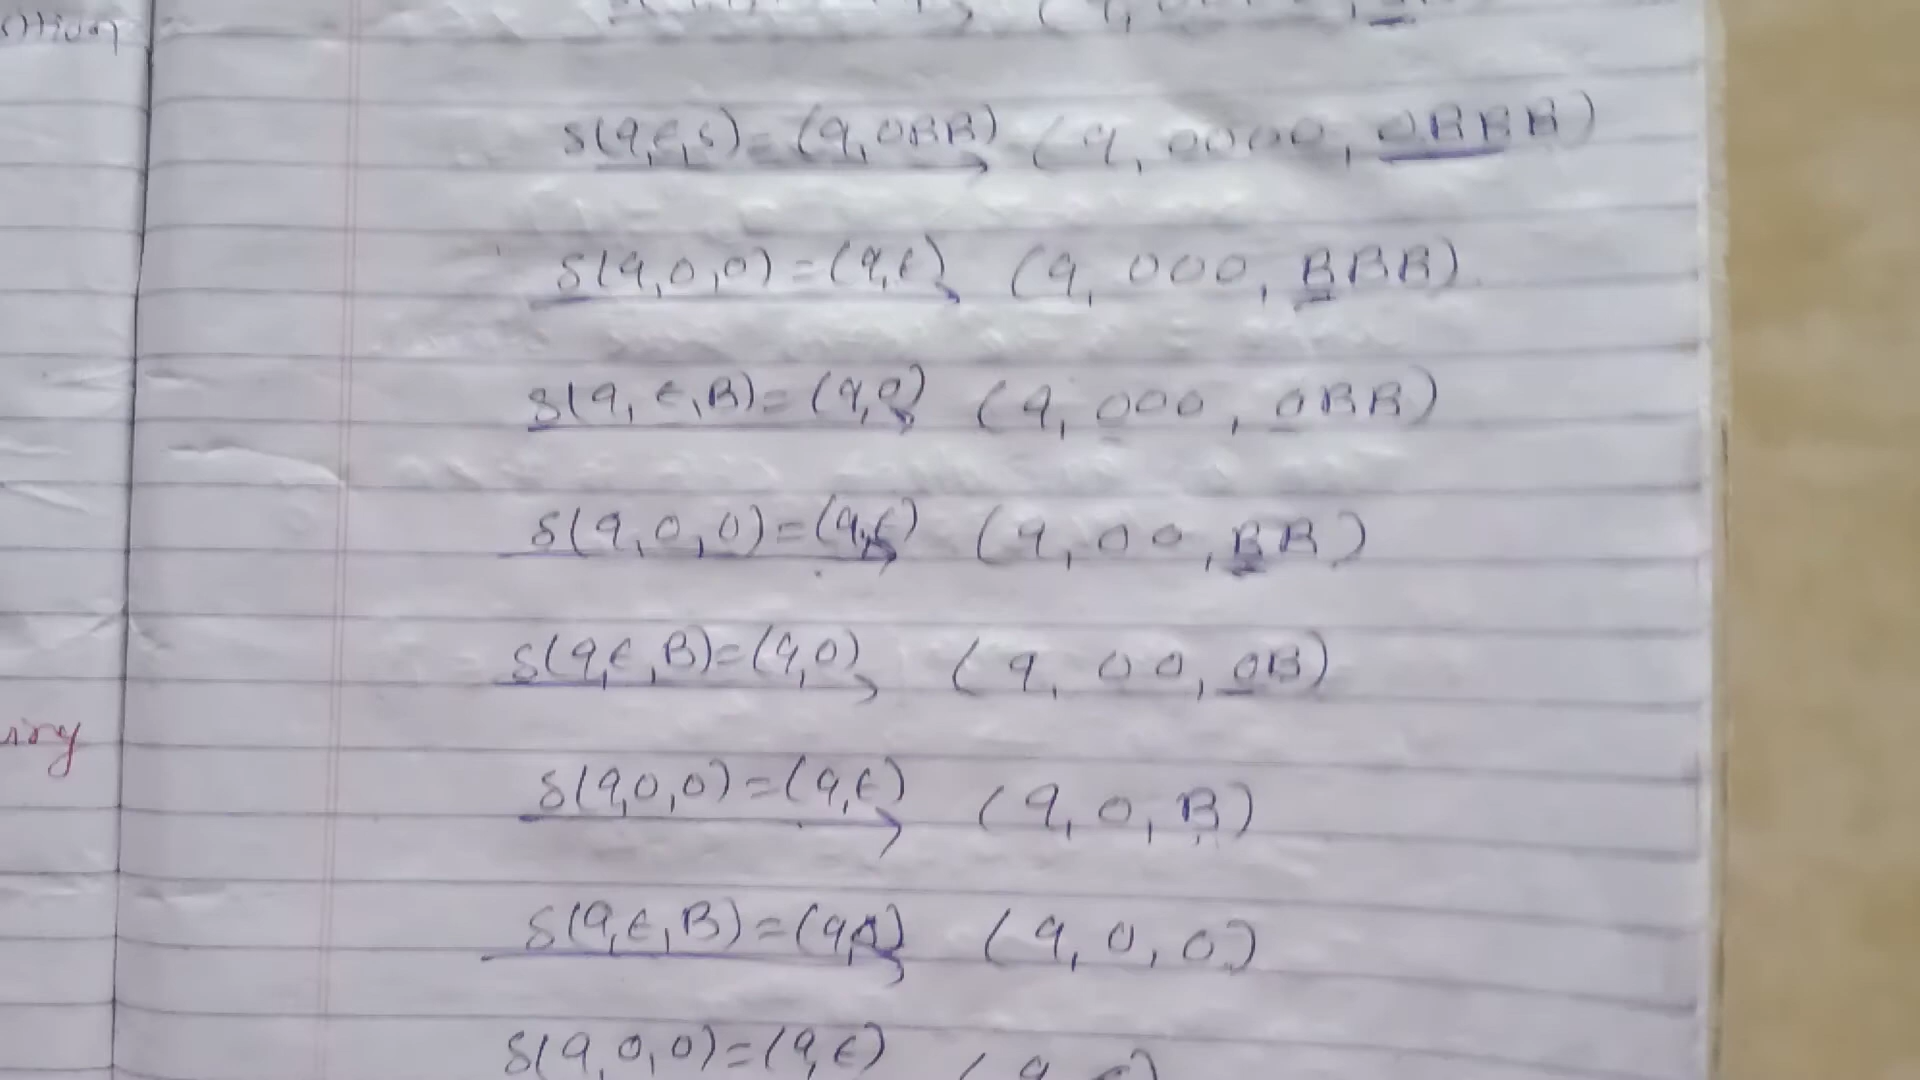 δ(q,ϵ,S)=(q,0BB) (q, 0000, 0BBB)
δ(q,0,0)=(q,ϵ) (q, 000, BBB)
δ(q,ϵ,B)=(q,0) (q, 000, 0BB)
δ(q,0,0)=(q,ϵ) (q, 00, BB)
δ(q,ϵ,B)=(q,0) (q, 00, 0B)
δ(q,0,0)=(q,ϵ) (q, 0, B)
δ(q,ϵ,B)=(q,0) (q, 0, 0)
δ(q,0,0)=(q,ϵ)